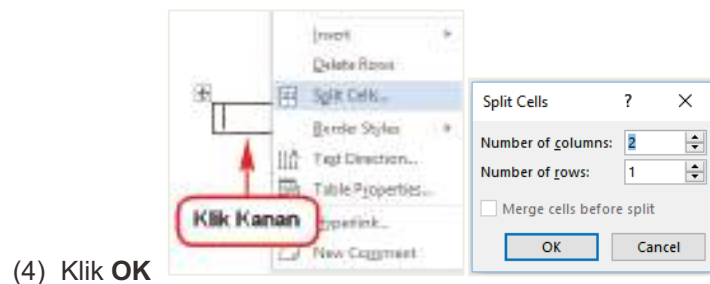 Insert
Delete Rows
Split Cells...
Border Styles
Text Direction...
Table Properties...
Hyperlink...
New Comment
Klik Kanan
Split Cells ? X
Number of columns: 2
Number of rows: 1
Merge cells before split
OK Cancel
(4) Klik OK